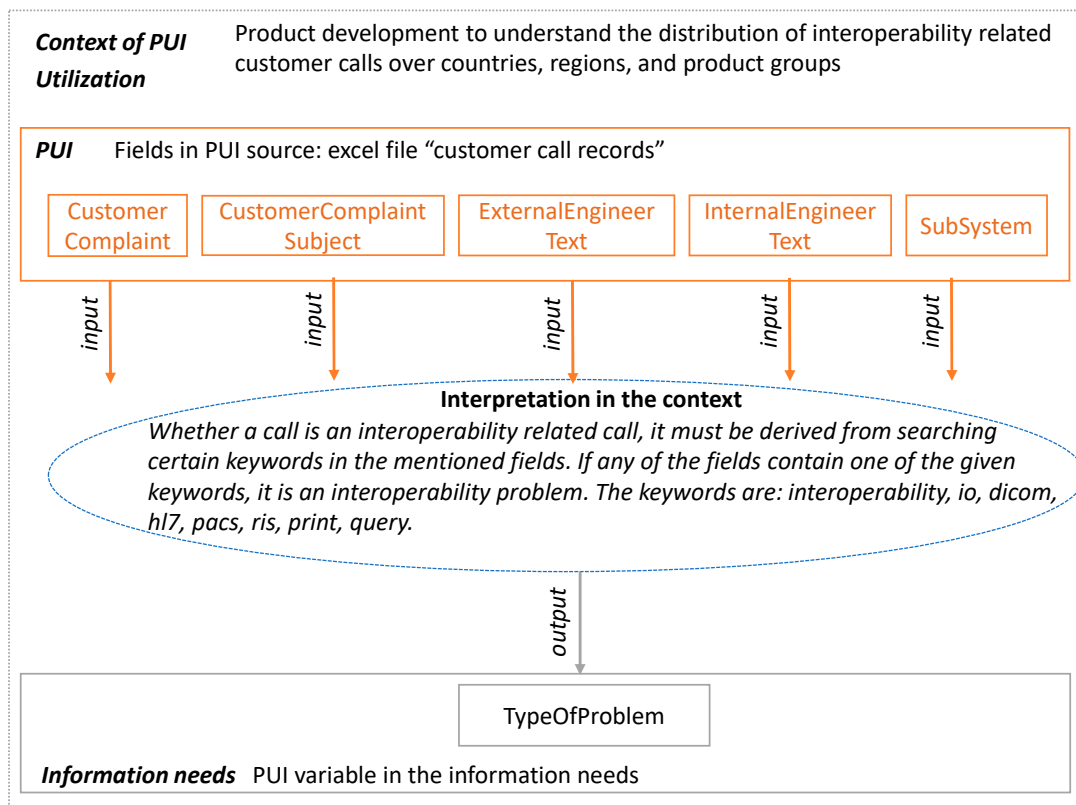 Context of PUI Utilization
Product development to understand the distribution of interoperability related
customer calls over countries, regions, and product groups
PUI Fields in PUI source: excel file “customer call records”
Customer
Complaint
CustomerComplaint
Subject
ExternalEngineer
Text
InternalEngineer
Text
SubSystem
input
input
input
input
input
Interpretation in the context
Whether a call is an interoperability related call, it must be derived from searching
certain keywords in the mentioned fields. If any of the fields contain one of the given
keywords, it is an interoperability problem. The keywords are: interoperability, io, dicom,
hl7, pacs, ris, print, query.
output
TypeOfProblem
Information needs PUI variable in the information needs